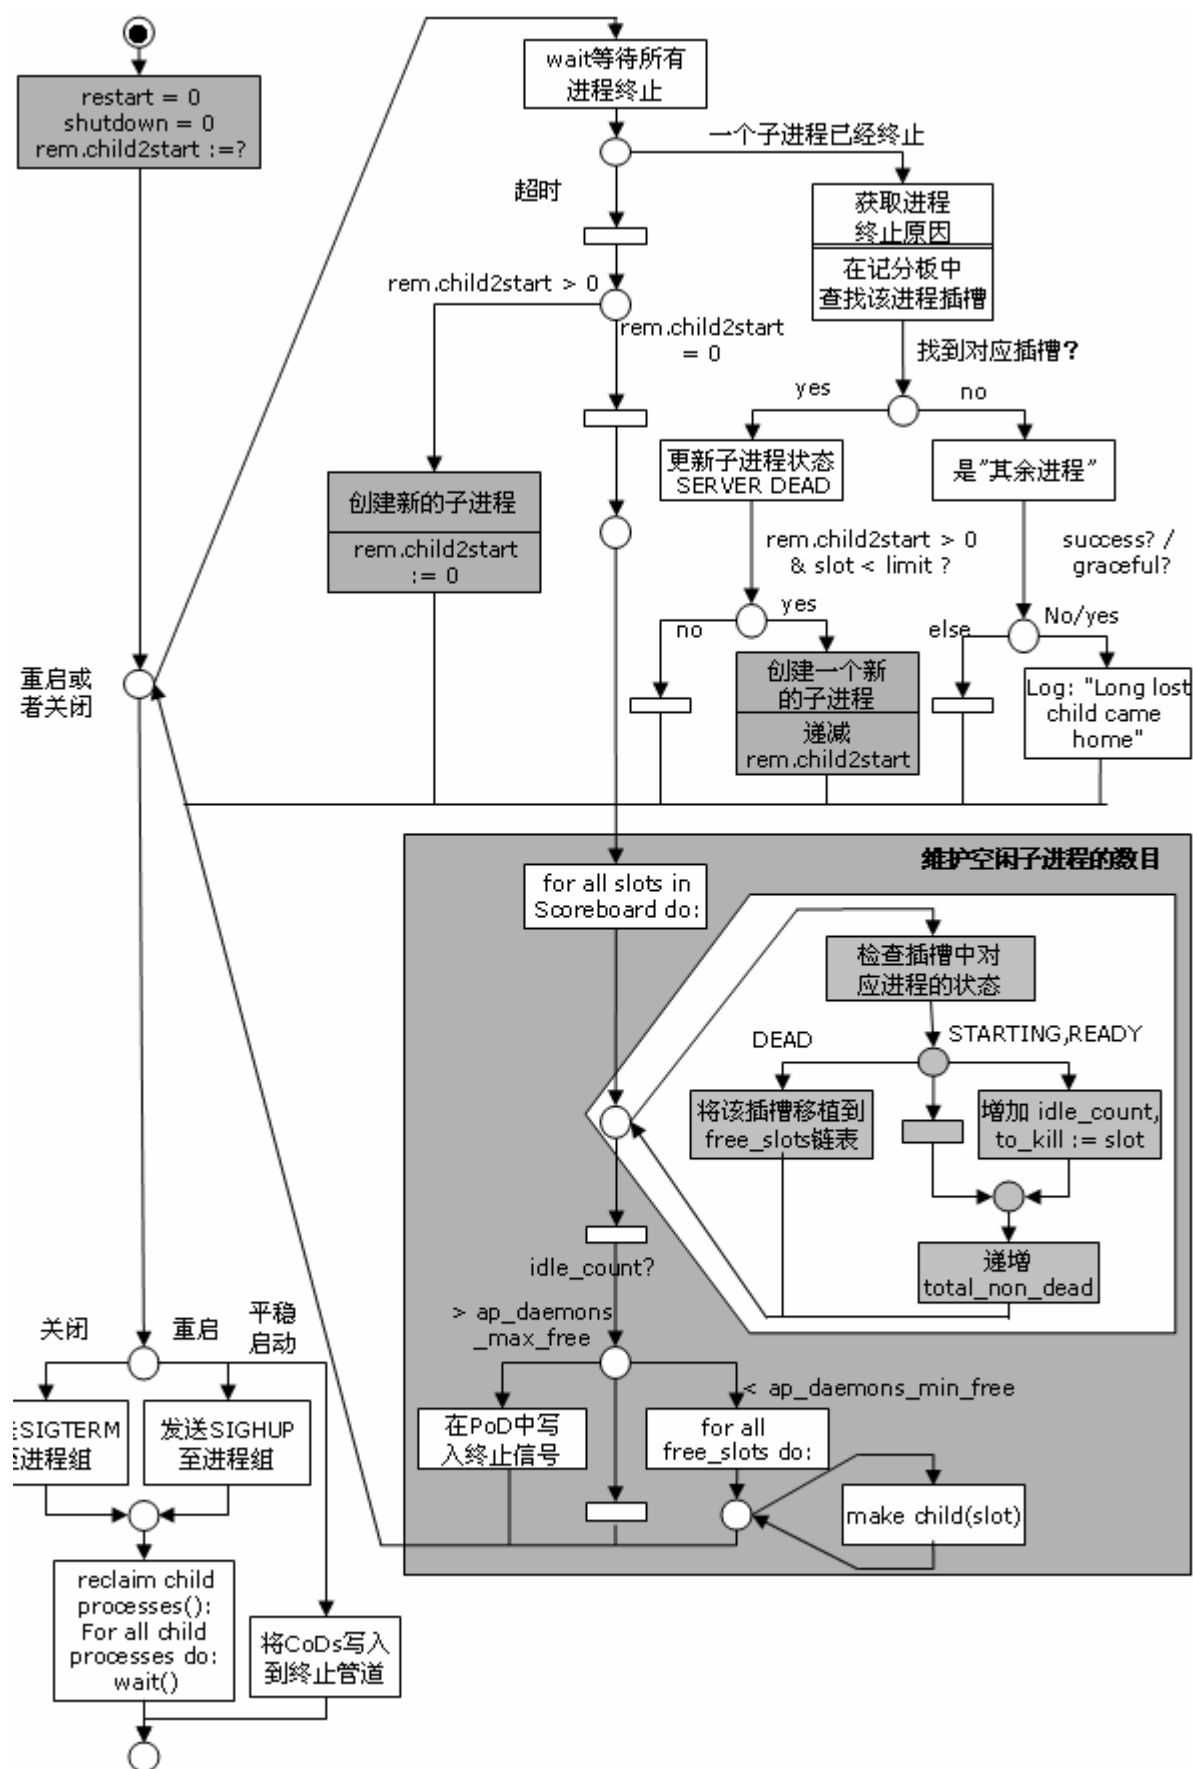 restart = 0
shutdown = 0
rem.child2start :=?
wait等待所有
进程终止
一个子进程已经终止
超时
获取进程
终止原因
在记分板中
查找该进程插槽
rem.child2start > 0
rem.child2start
= 0
找到对应插槽?
yes
no
更新子进程状态
SERVER DEAD
是"其余进程"
创建新的子进程
rem.child2start
:= 0
rem.child2start > 0
& slot < limit ?
success? /
graceful?
no
yes
else
No/yes
创建一个新
的子进程
递减
rem.child2start
Log: "Long lost
child came
home"
重启或
者关闭
维护空闲子进程的数目
for all slots in
Scoreboard do:
检查插槽中对
应进程的状态
DEAD
STARTING,READY
将该插槽移植到
free_slots链表
增加 idle_count,
to_kill := slot
递增
total_non_dead
idle_count?
> ap_daemons
_max_free
< ap_daemons_min_free
在PoD中写
入终止信号
for all
free_slots do:
make child(slot)
关闭
重启
平稳
启动
SIGTERM
至进程组
发送SIGHUP
至进程组
reclaim child
processes():
For all child
processes do:
wait()
将CoDs写入
到终止管道